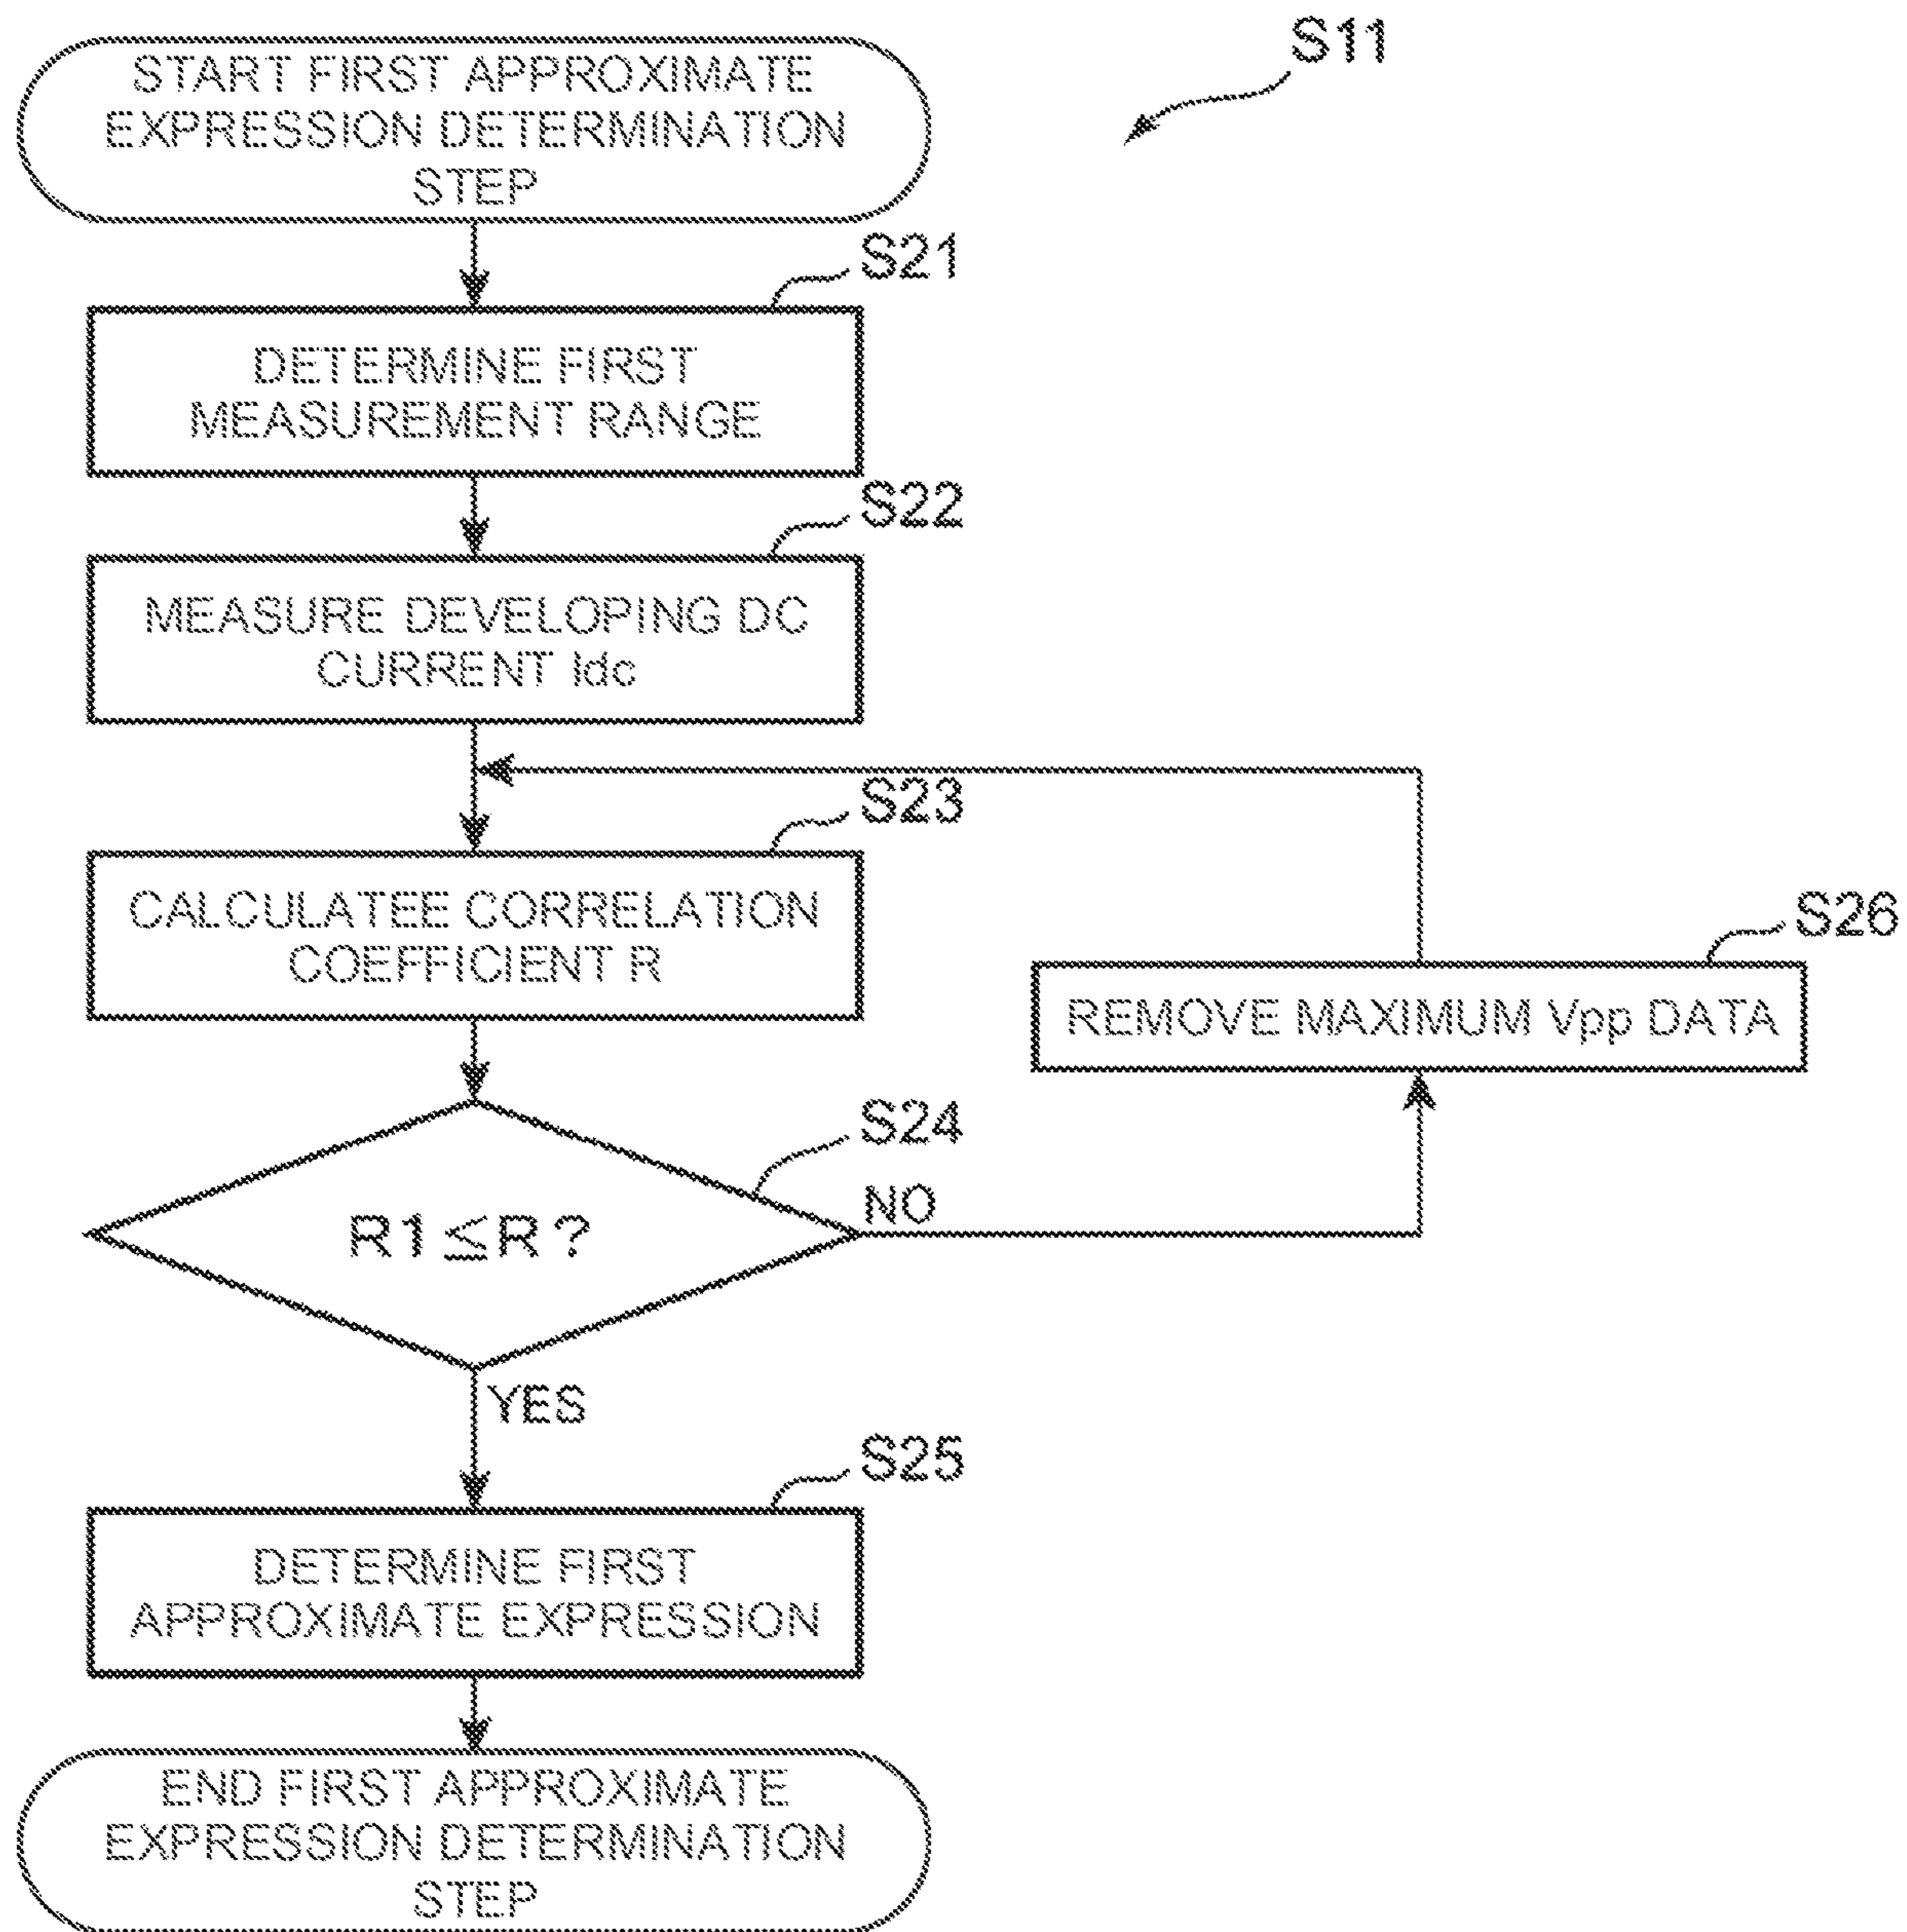 S11
START FIRST APPROXIMATE
EXPRESSION DETERMINATION
STEP
S21
DETERMINE FIRST
MEASUREMENT RANGE
S22
MEASURE DEVELOPING DC
CURRENT Idc
S23
CALCULATEE CORRELATION
COEFFICIENT R
S26
REMOVE MAXIMUM Vpp DATA
S24
R1≦R?
NO
YES
S25
DETERMINE FIRST
APPROXIMATE EXPRESSION
END FIRST APPROXIMATE
EXPRESSION DETERMINATION
STEP